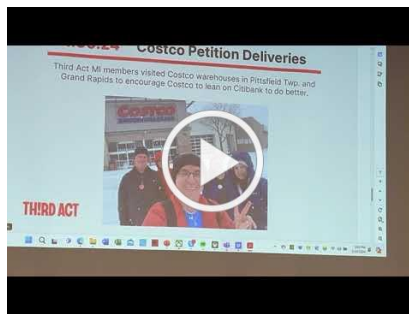 Costco Petition Deliveries
Third Act MI members visited Costco warehouses in Pittsfield Twp. and
Grand Rapids to encourage Costco to lean on Citibank to do better.
COSTCO
TH!RD ACT